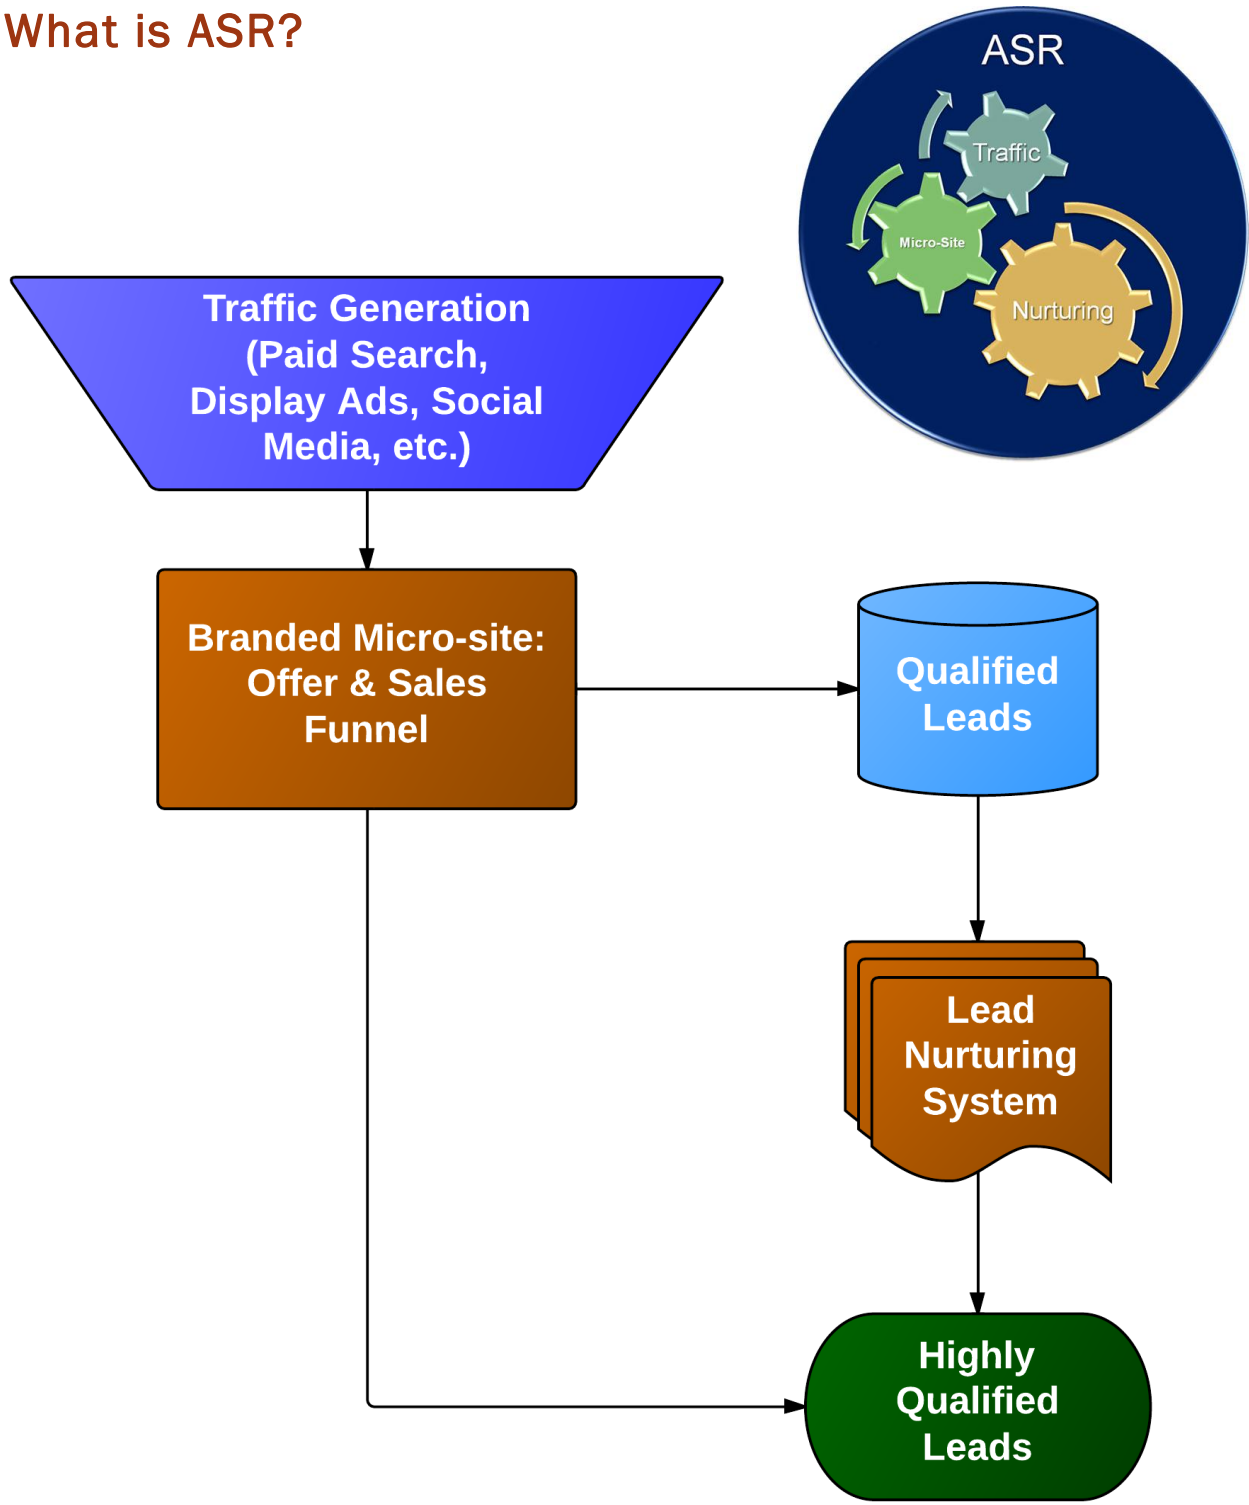 What is ASR?
ASR
Traffic
Micro-Site
Nurturing
Traffic Generation
(Paid Search,
Display Ads, Social
Media, etc.)
Branded Micro-site:
Offer & Sales
Funnel
Qualified
Leads
Lead
Nurturing
System
Highly
Qualified
Leads